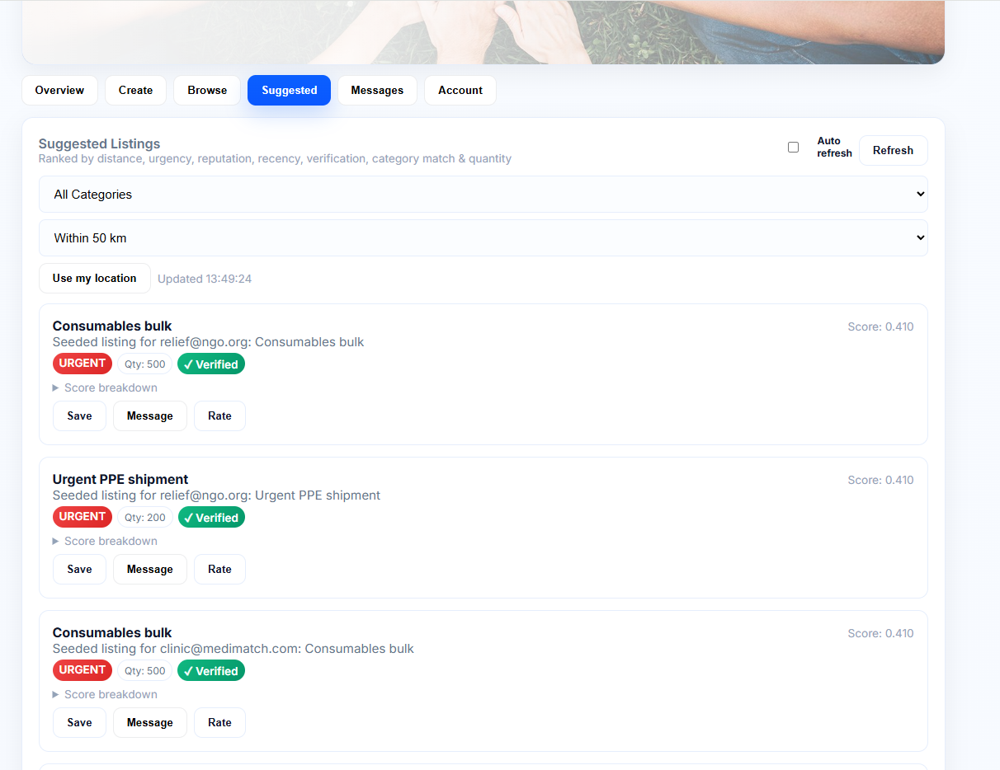 Overview Create Browse Suggested Messages Account
Suggested Listings
Ranked by distance, urgency, reputation, recency, verification, category match & quantity
Auto
refresh
Refresh
All Categories
Within 50 km
Use my location Updated 13:49:24
Consumables bulk Score: 0.410
Seeded listing for relief@ngo.org: Consumables bulk
URGENT Qty: 500 ✓ Verified
▶ Score breakdown
Save Message Rate
Urgent PPE shipment Score: 0.410
Seeded listing for relief@ngo.org: Urgent PPE shipment
URGENT Qty: 200 ✓ Verified
▶ Score breakdown
Save Message Rate
Consumables bulk Score: 0.410
Seeded listing for clinic@medimatch.com: Consumables bulk
URGENT Qty: 500 ✓ Verified
▶ Score breakdown
Save Message Rate